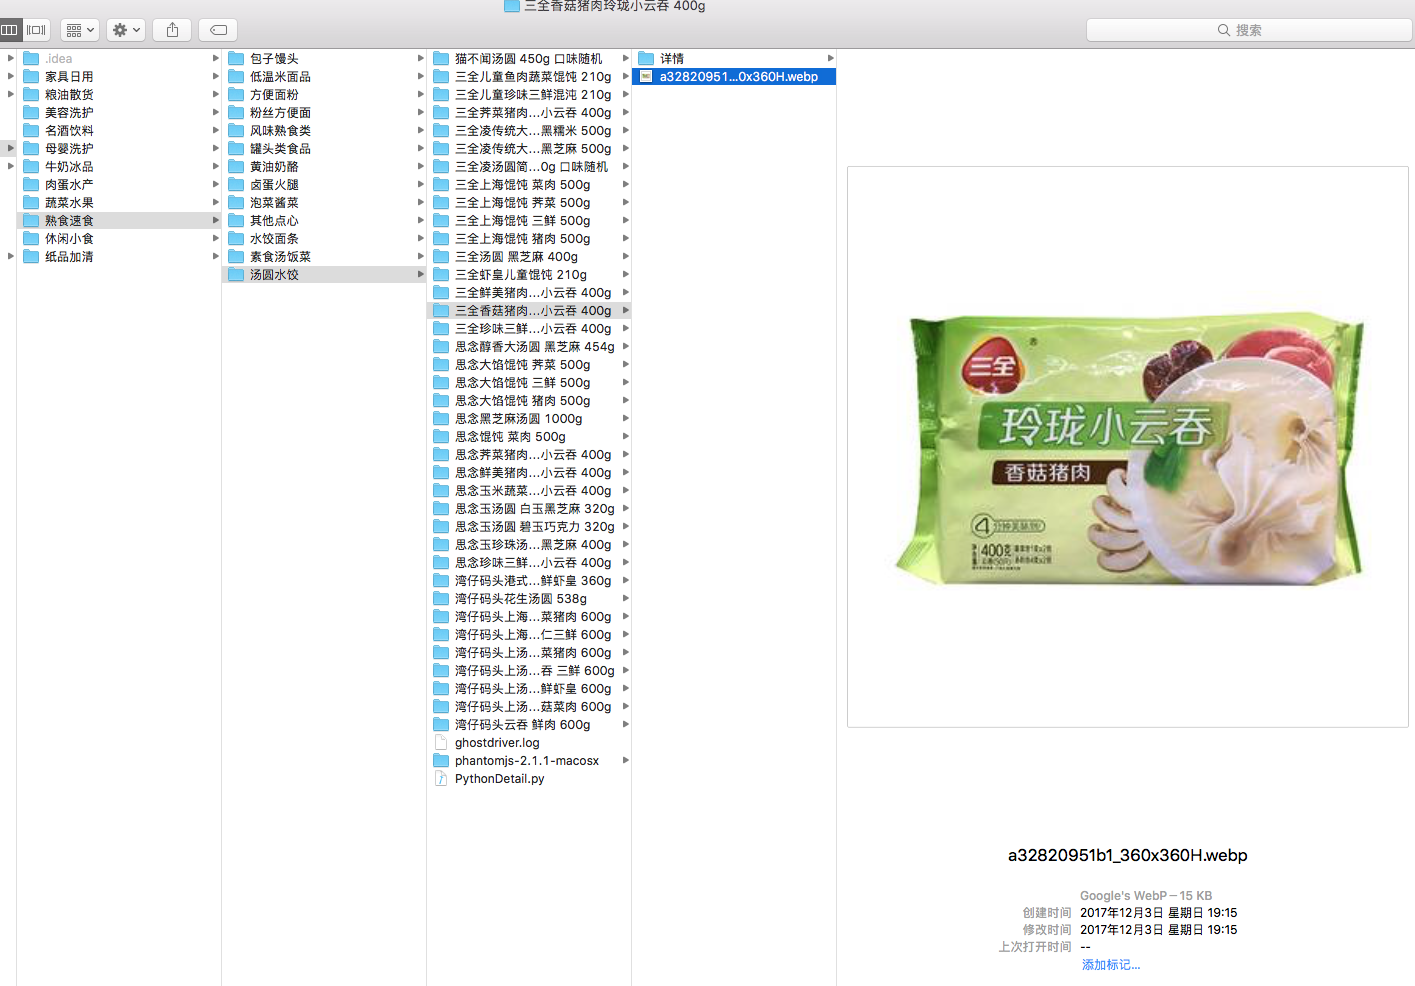 三全香菇猪肉玲珑小云吞 400g
搜索
.idea
家具日用
粮油散货
美容洗护
名酒饮料
母婴洗护
牛奶冰品
肉蛋水产
蔬菜水果
熟食速食
休闲小食
纸品加清
包子馒头
低温米面品
方便面粉
粉丝方便面
风味熟食类
罐头类食品
黄油奶酪
卤蛋火腿
泡菜酱菜
其他点心
水饺面条
素食汤饭菜
汤圆水饺
猫不闻汤圆 450g 口味随机
三全儿童鱼肉蔬菜馄饨 210g
三全儿童珍味三鲜混沌 210g
三全荠菜猪肉...小云吞 400g
三全凌传统大...黑糯米 500g
三全凌传统大...黑芝麻 500g
三全凌汤圆简...0g 口味随机
三全上海馄饨 菜肉 500g
三全上海馄饨 荠菜 500g
三全上海馄饨 三鲜 500g
三全上海馄饨 猪肉 500g
三全汤圆 黑芝麻 400g
三全虾皇儿童馄饨 210g
三全鲜美猪肉...小云吞 400g
三全香菇猪肉...小云吞 400g
三全珍味三鲜...小云吞 400g
思念醇香大汤圆 黑芝麻 454g
思念大馅馄饨 荠菜 500g
思念大馅馄饨 三鲜 500g
思念大馅馄饨 猪肉 500g
思念黑芝麻汤圆 1000g
思念馄饨 菜肉 500g
思念荠菜猪肉...小云吞 400g
思念鲜美猪肉...小云吞 400g
思念玉米蔬菜...小云吞 400g
思念玉汤圆 白玉黑芝麻 320g
思念玉汤圆 碧玉巧克力 320g
思念玉珍珠汤...黑芝麻 400g
思念珍味三鲜...小云吞 400g
湾仔码头港式...鲜虾皇 360g
湾仔码头花生汤圆 538g
湾仔码头上海...菜猪肉 600g
湾仔码头上海...仁三鲜 600g
湾仔码头上汤...菜猪肉 600g
湾仔码头上汤...吞 三鲜 600g
湾仔码头上汤...鲜虾皇 600g
湾仔码头上汤...菇菜肉 600g
湾仔码头云吞 鲜肉 600g
ghostdriver.log
phantomjs-2.1.1-macosx
PythonDetail.py
详情
a32820951...0x360H.webp
三全
玲珑小云吞
香菇猪肉
4分钟美味到
400克
a32820951b1_360x360H.webp
Google's WebP – 15 KB
创建时间 2017年12月3日 星期日 19:15
修改时间 2017年12月3日 星期日 19:15
上次打开时间 --
添加标记...